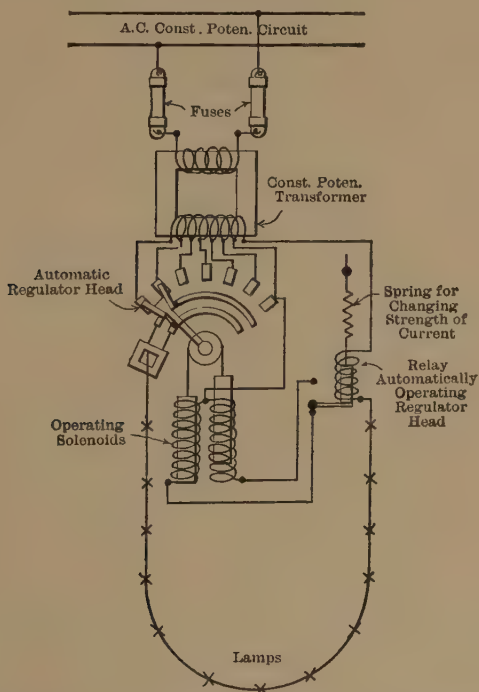 A.C. Const. Poten. Circuit
Fuses
Const. Poten.
Transformer
Automatic
Regulator Head
Spring for
Changing
Strength of
Current
Relay
Automatically
Operating
Regulator
Head
Operating
Solenoids
Lamps